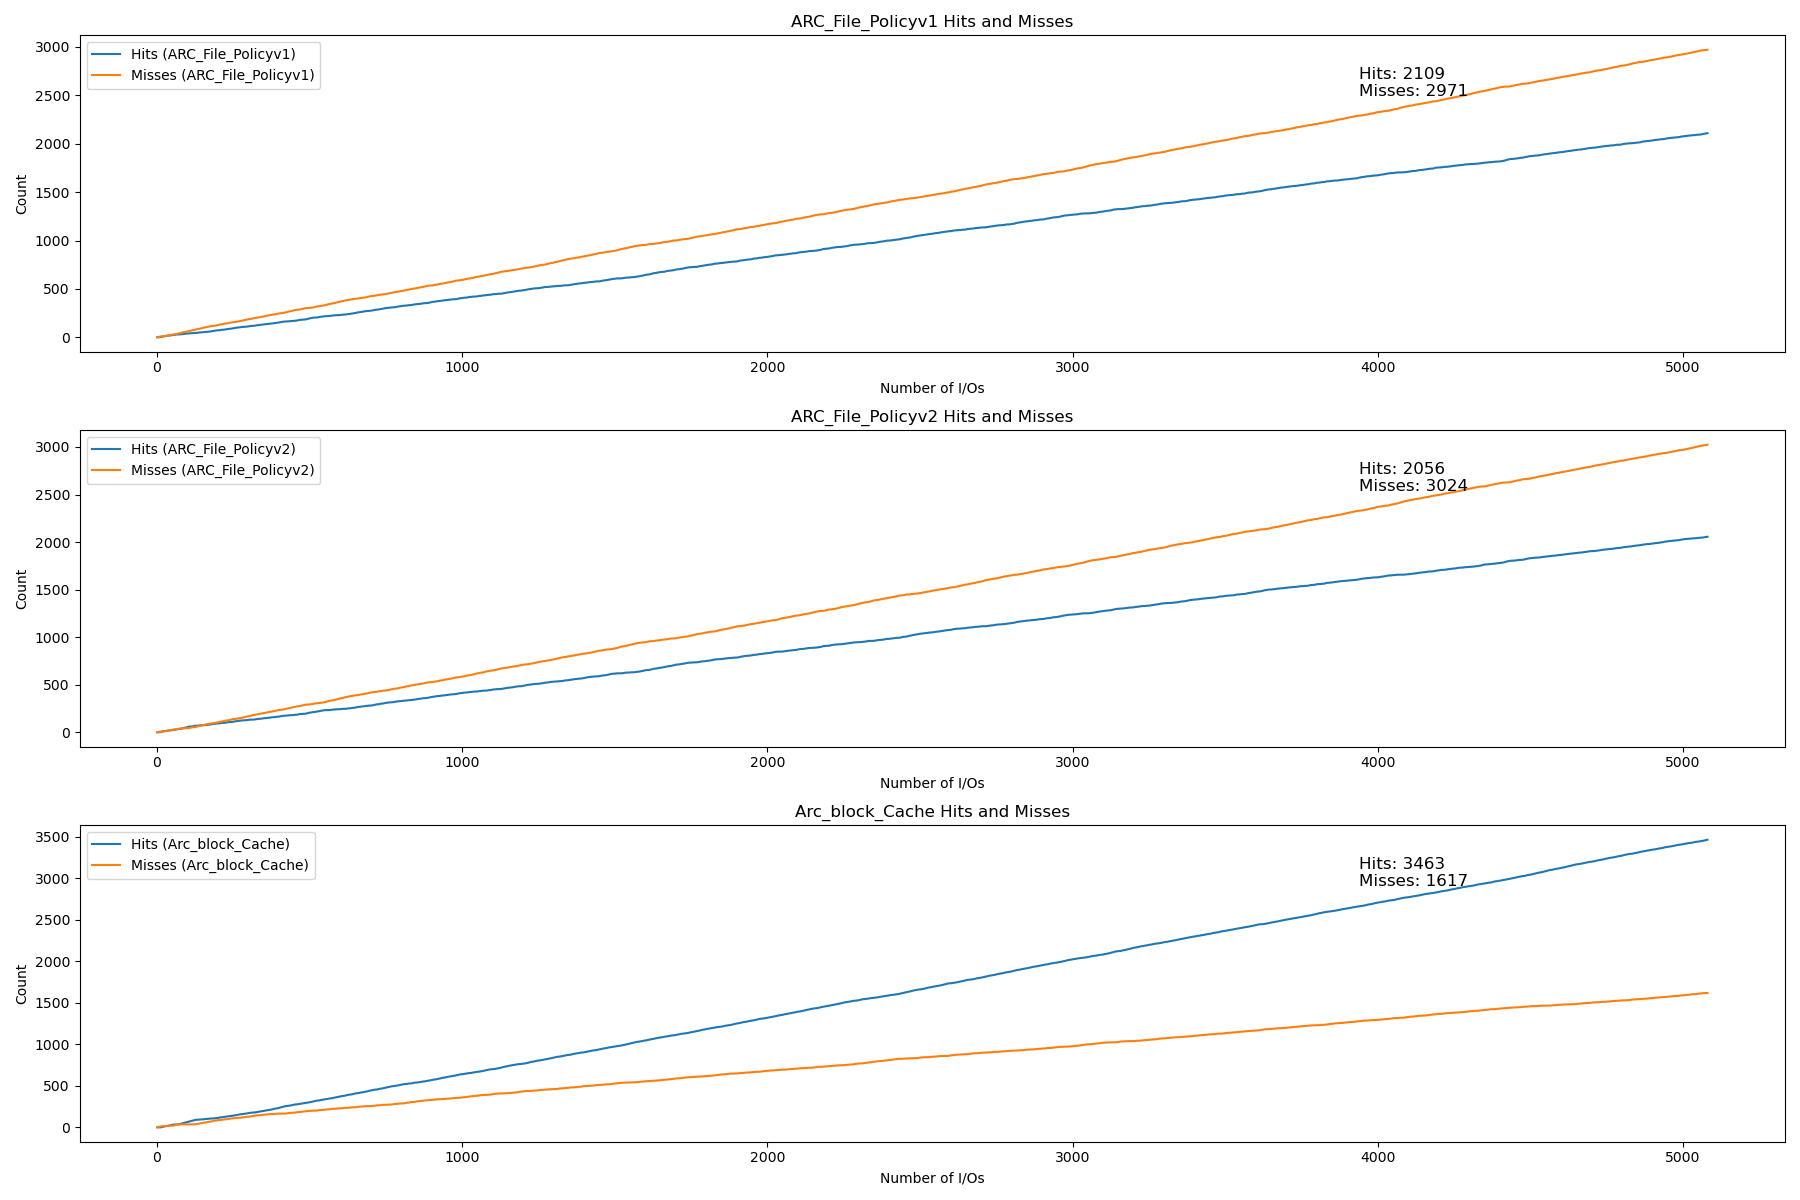 ARC_File_Policyv1 Hits and Misses
Hits (ARC_File_Policyv1)
Misses (ARC_File_Policyv1)
Hits: 2109
Misses: 2971
Count
3000
2500
2000
1500
1000
500
0
0 1000 2000 3000 4000 5000
Number of I/Os
ARC_File_Policyv2 Hits and Misses
Hits (ARC_File_Policyv2)
Misses (ARC_File_Policyv2)
Hits: 2056
Misses: 3024
Count
3000
2500
2000
1500
1000
500
0
0 1000 2000 3000 4000 5000
Number of I/Os
Arc_block_Cache Hits and Misses
Hits (Arc_block_Cache)
Misses (Arc_block_Cache)
Hits: 3463
Misses: 1617
Count
3500
3000
2500
2000
1500
1000
500
0
0 1000 2000 3000 4000 5000
Number of I/Os